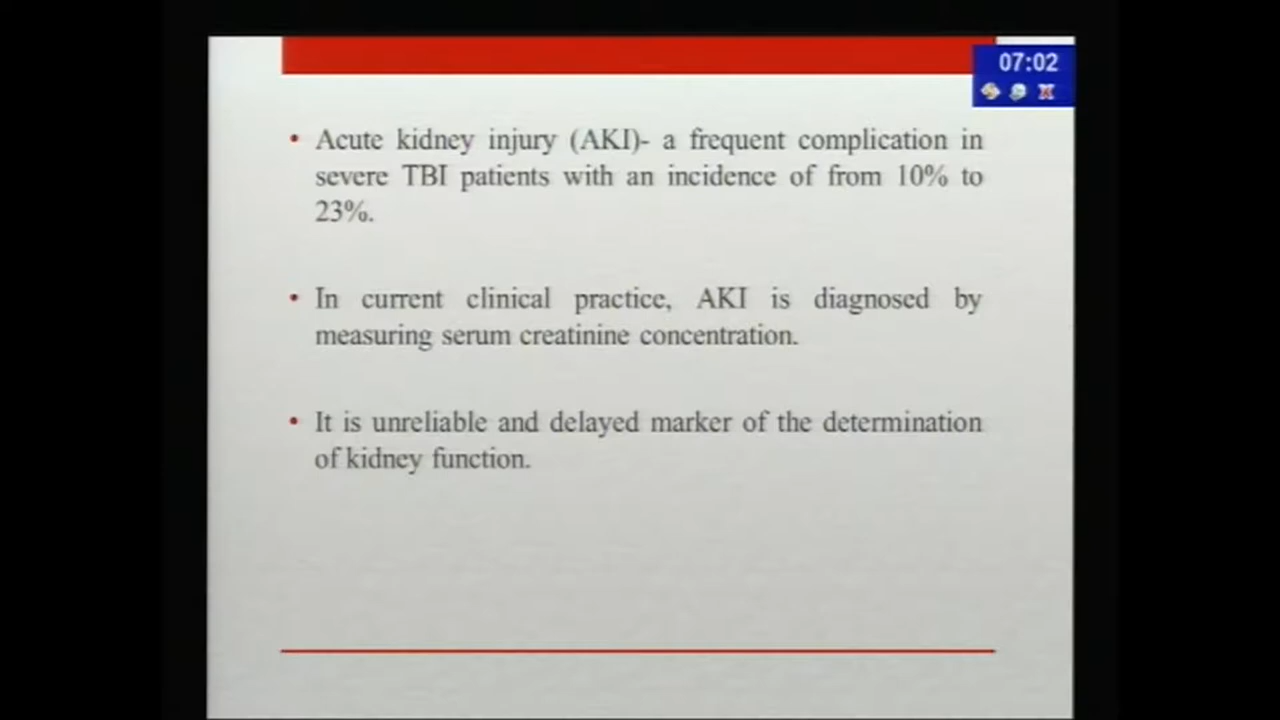 07:02
• Acute kidney injury (AKI)- a frequent complication in
severe TBI patients with an incidence of from 10% to
23%.
• In current clinical practice, AKI is diagnosed by
measuring serum creatinine concentration.
• It is unreliable and delayed marker of the determination
of kidney function.